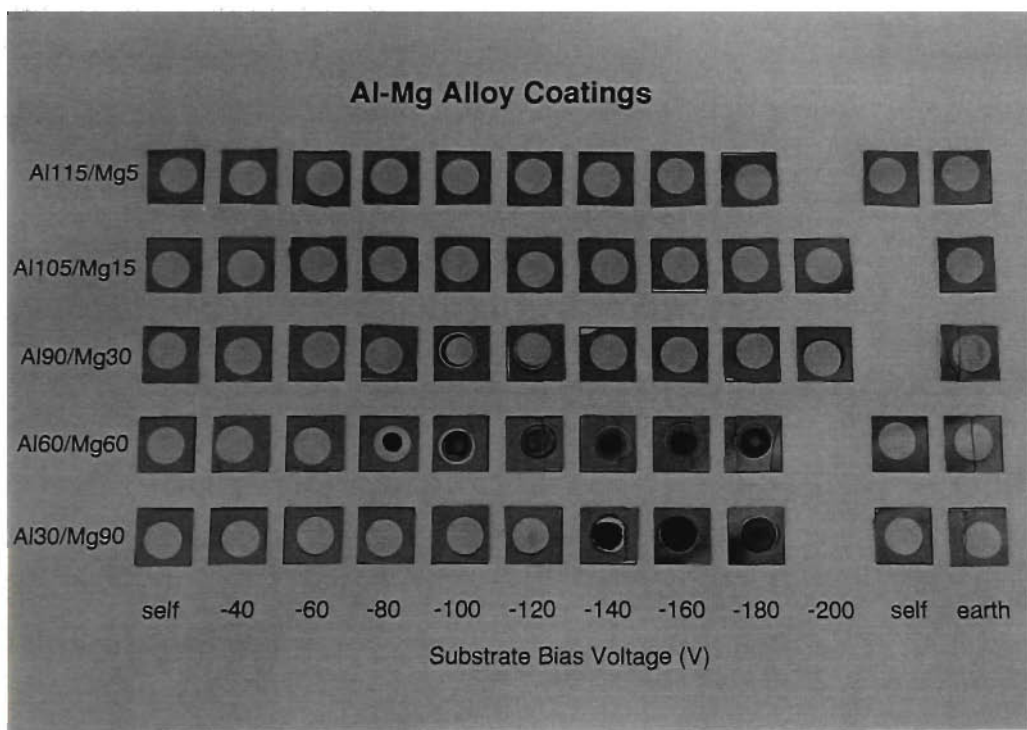 Al-Mg Alloy Coatings
Al115/Mg5
Al105/Mg15
Al90/Mg30
Al60/Mg60
Al30/Mg90
self -40 -60 -80 -100 -120 -140 -160 -180 -200 self earth
Substrate Bias Voltage (V)